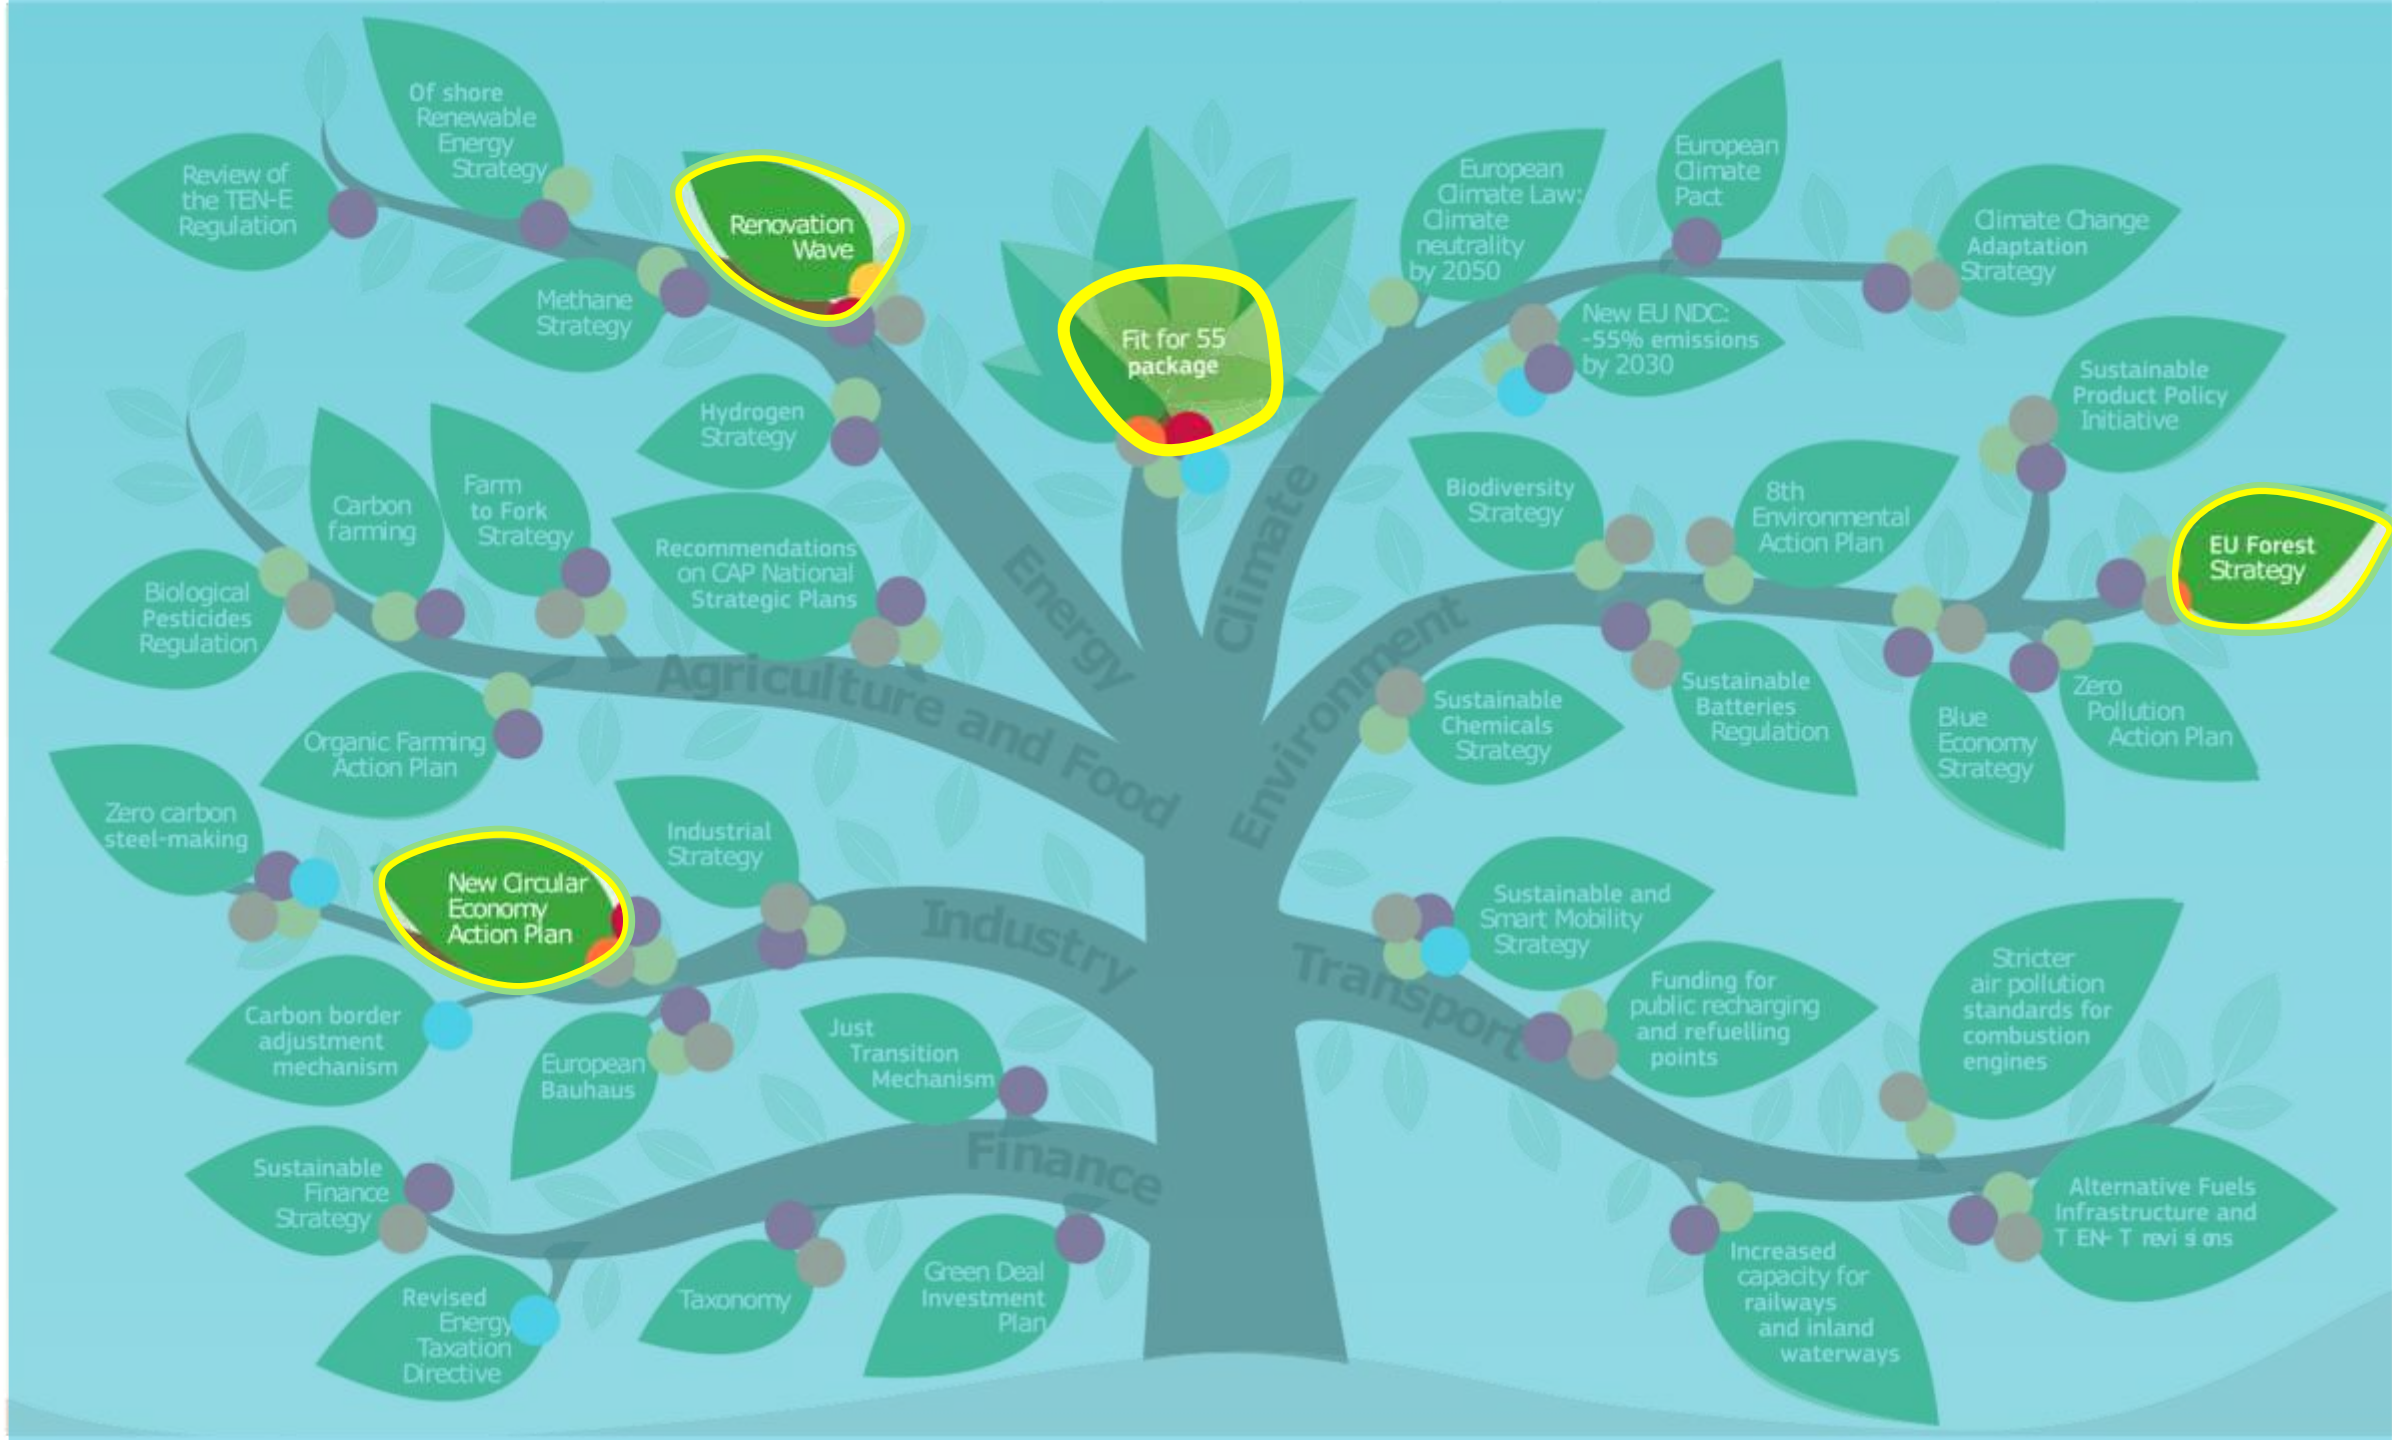 Of shore
Renewable
Energy
Strategy
Review of
the TEN-E
Regulation
Renovation
Wave
Methane
Strategy
Hydrogen
Strategy
Fit for 55
package
European
Climate Law:
Climate
neutrality
by 2050
European
Climate
Pact
Climate Change
Adaptation
Strategy
New EU NDC:
-55% emissions
by 2030
Sustainable
Product Policy
Initiative
Carbon
farming
Farm
to Fork
Strategy
Recommendations
on CAP National
Strategic Plans
Biological
Pesticides
Regulation
Organic Farming
Action Plan
Energy
Climate
Agriculture and Food
Environment
Biodiversity
Strategy
8th
Environmental
Action Plan
EU Forest
Strategy
Sustainable
Chemicals
Strategy
Sustainable
Batteries
Regulation
Blue
Economy
Strategy
Zero
Pollution
Action Plan
Zero carbon
steel-making
New Circular
Economy
Action Plan
Industrial
Strategy
Industry
Carbon border
adjustment
mechanism
European
Bauhaus
Just
Transition
Mechanism
Finance
Sustainable
Finance
Strategy
Revised
Energy
Taxation
Directive
Taxonomy
Green Deal
Investment
Plan
Transport
Sustainable and
Smart Mobility
Strategy
Funding for
public recharging
and refuelling
points
Stricter
air pollution
standards for
combustion
engines
Increased
capacity for
railways
and inland
waterways
Alternative Fuels
Infrastructure and
T EN- T revi si ons